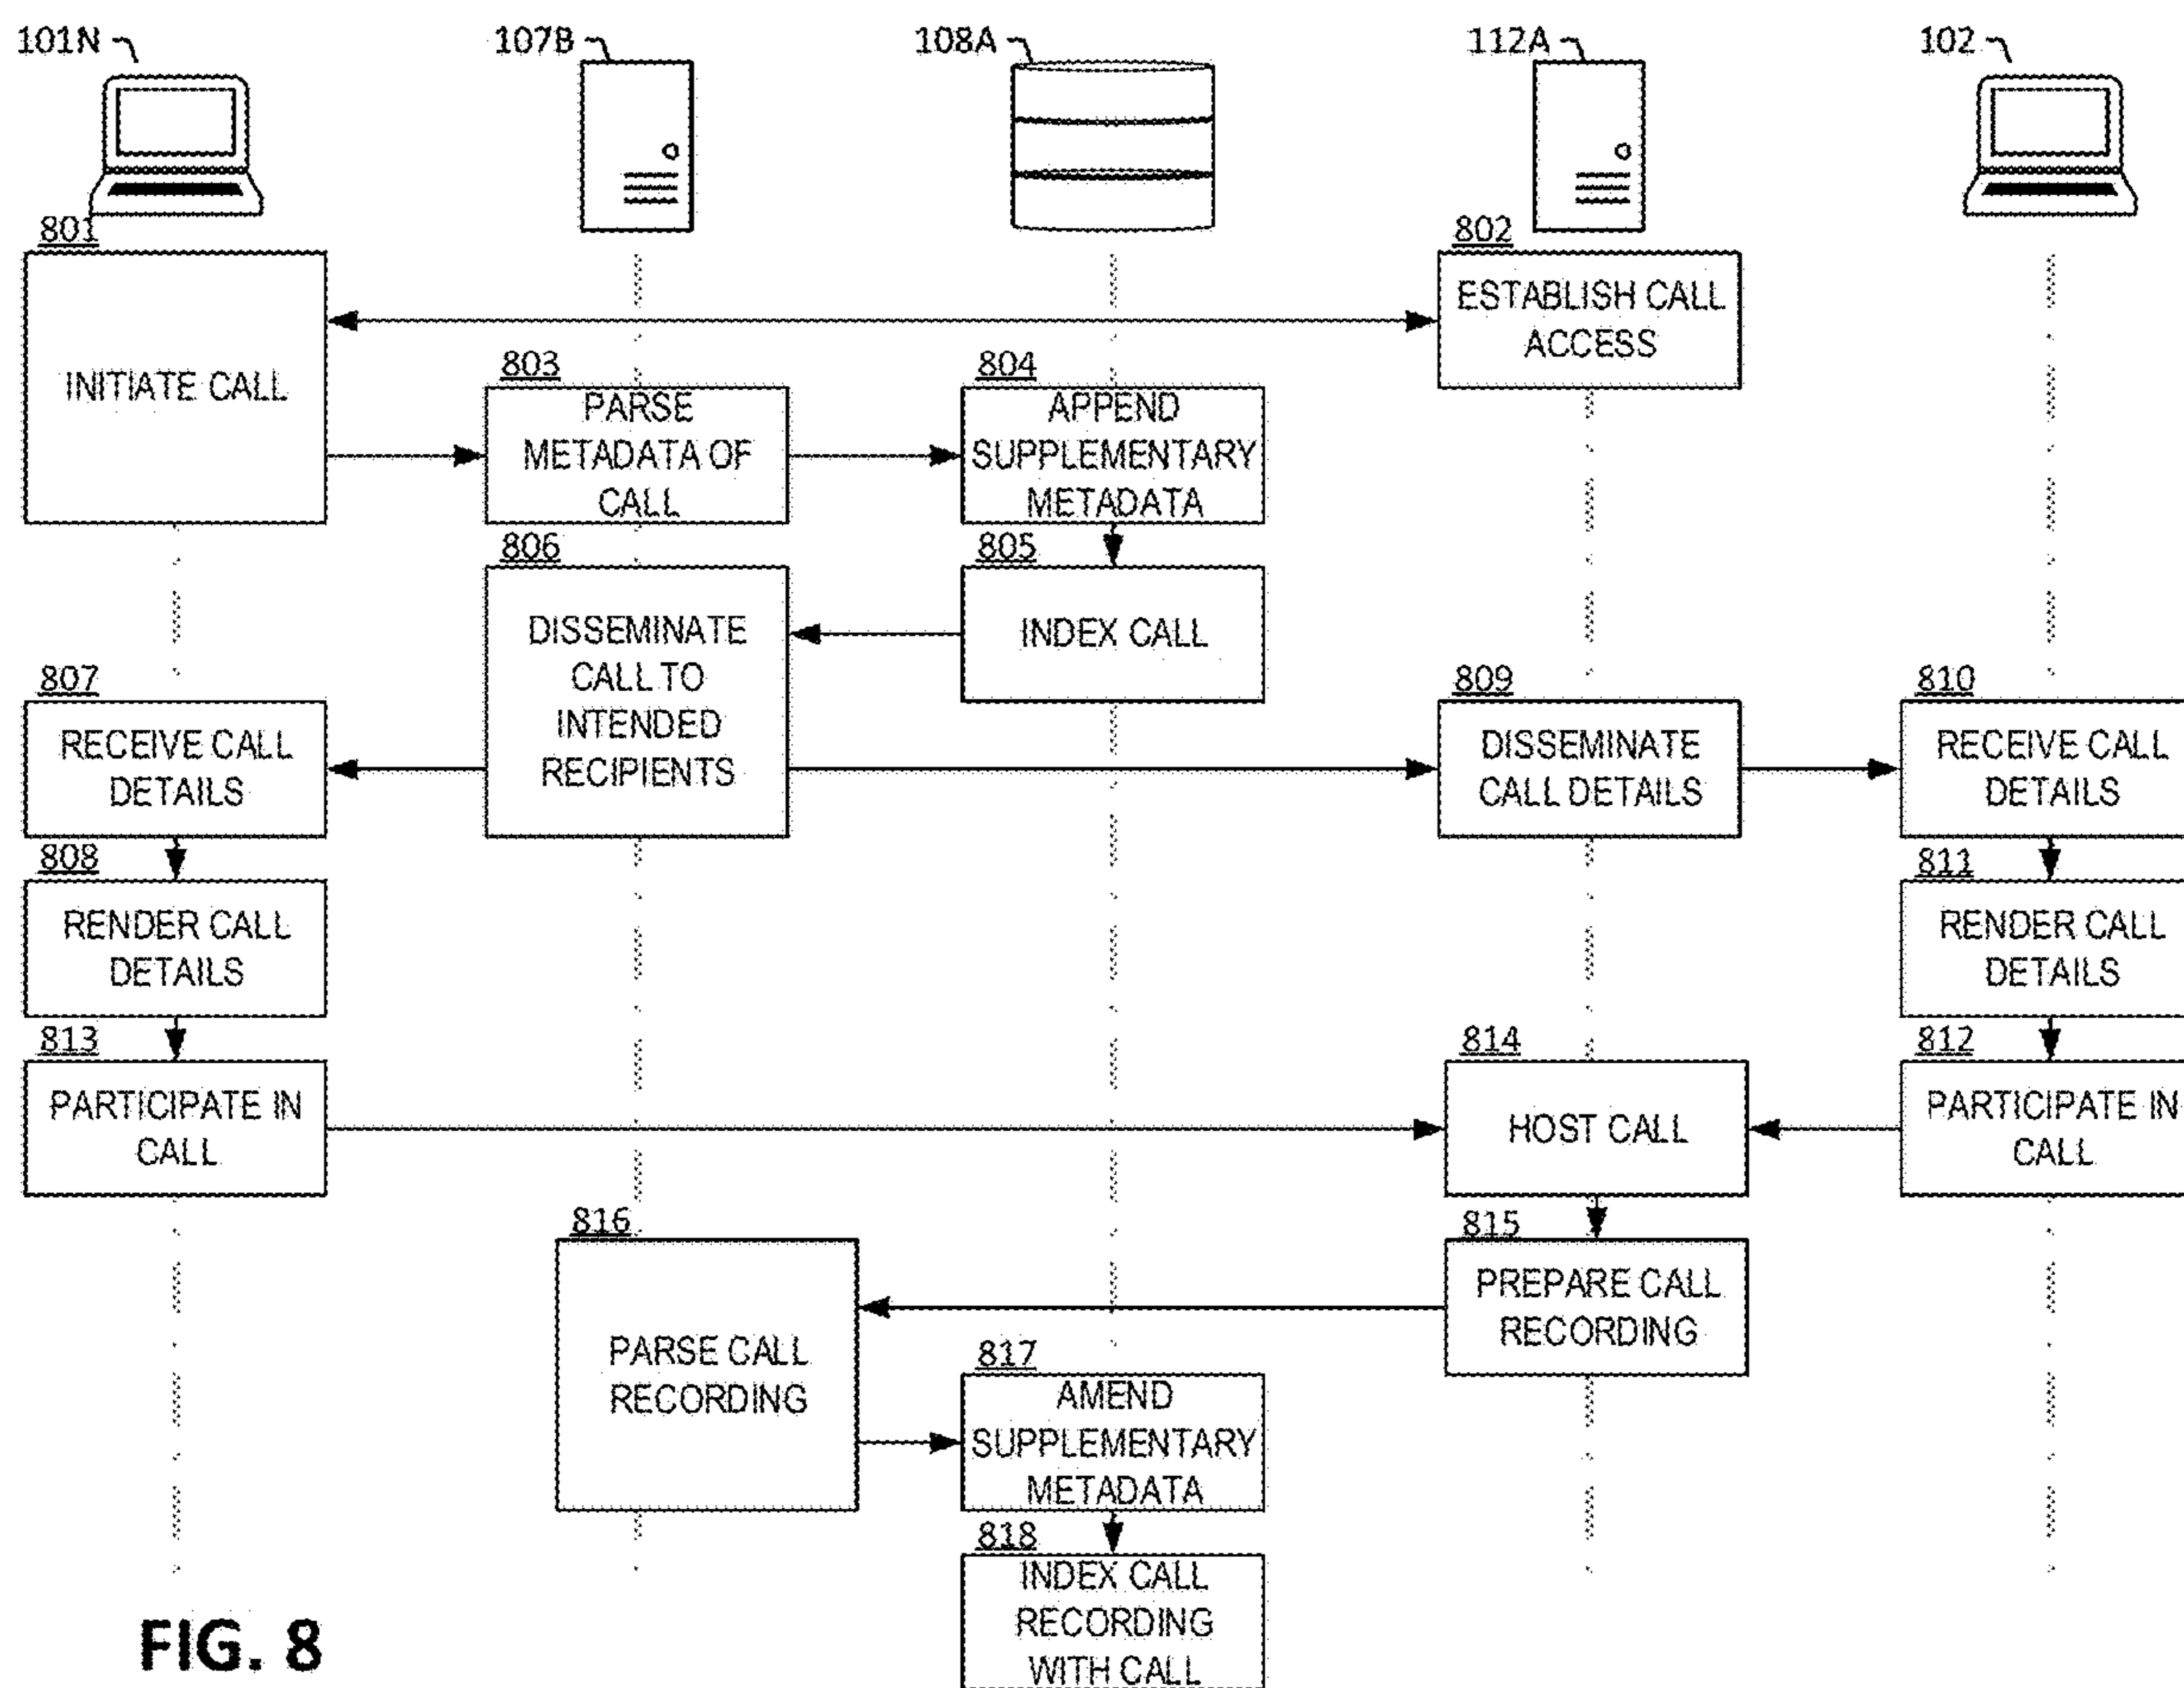 101N
107B
108A
112A
102
801
INITIATE CALL
802
ESTABLISH CALL
ACCESS
803
PARSE
METADATA OF
CALL
804
APPEND
SUPPLEMENTARY
METADATA
805
INDEX CALL
806
DISSEMINATE
CALL TO
INTENDED
RECIPIENTS
807
RECEIVE CALL
DETAILS
808
RENDER CALL
DETAILS
809
DISSEMINATE
CALL DETAILS
810
RECEIVE CALL
DETAILS
811
RENDER CALL
DETAILS
813
PARTICIPATE IN
CALL
814
HOST CALL
812
PARTICIPATE IN
CALL
815
PREPARE CALL
RECORDING
816
PARSE CALL
RECORDING
817
AMEND
SUPPLEMENTARY
METADATA
818
INDEX CALL
RECORDING
WITH CALL
FIG. 8